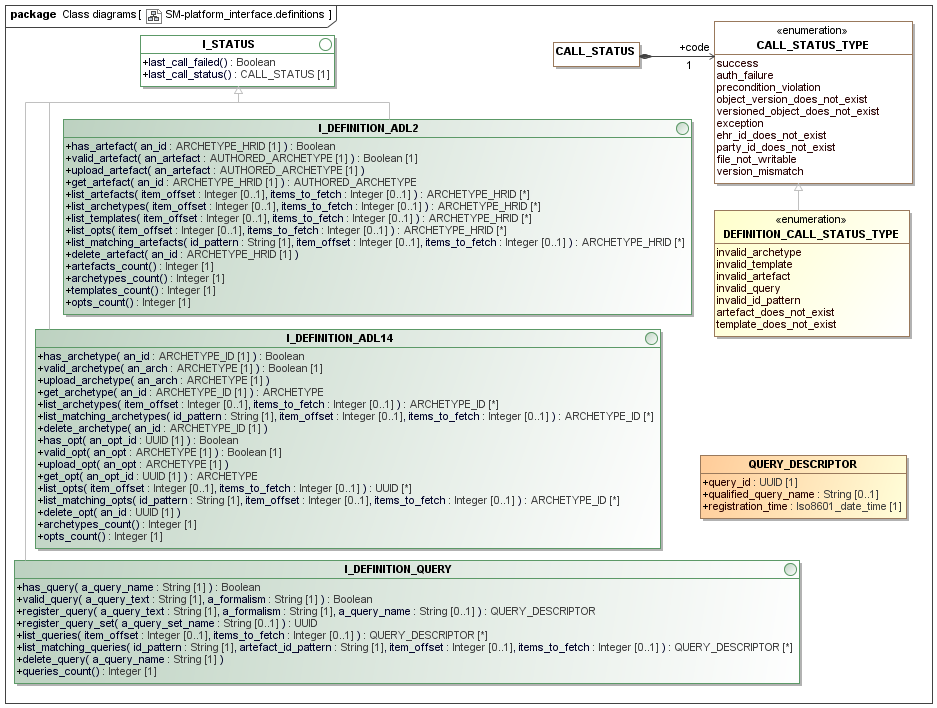 package Class diagrams [ SM-platform_interface.definitions ]
I_STATUS
+last_call_failed() : Boolean
+last_call_status() : CALL_STATUS [1]
CALL_STATUS
+code
1
«enumeration»
CALL_STATUS_TYPE
success
auth_failure
precondition_violation
object_version_does_not_exist
versioned_object_does_not_exist
exception
ehr_id_does_not_exist
party_id_does_not_exist
file_not_writable
version_mismatch
I_DEFINITION_ADL2
+has_artefact( an_id : ARCHETYPE_HRID [1] ) : Boolean
+valid_artefact( an_artefact : AUTHORED_ARCHETYPE [1] ) : Boolean [1]
+upload_artefact( an_artefact : AUTHORED_ARCHETYPE [1] )
+get_artefact( an_id : ARCHETYPE_HRID [1] ) : AUTHORED_ARCHETYPE
+list_artefacts( item_offset : Integer [0..1], items_to_fetch : Integer [0..1] ) : ARCHETYPE_HRID [*]
+list_archetypes( item_offset : Integer [0..1], items_to_fetch : Integer [0..1] ) : ARCHETYPE_HRID [*]
+list_templates( item_offset : Integer [0..1], items_to_fetch : Integer [0..1] ) : ARCHETYPE_HRID [*]
+list_opts( item_offset : Integer [0..1], items_to_fetch : Integer [0..1] ) : ARCHETYPE_HRID [*]
+list_matching_artefacts( id_pattern : String [1], item_offset : Integer [0..1], items_to_fetch : Integer [0..1] ) : ARCHETYPE_HRID [*]
+delete_artefact( an_id : ARCHETYPE_HRID [1] )
+artefacts_count() : Integer [1]
+archetypes_count() : Integer [1]
+templates_count() : Integer [1]
+opts_count() : Integer [1]
«enumeration»
DEFINITION_CALL_STATUS_TYPE
invalid_archetype
invalid_template
invalid_artefact
invalid_query
invalid_id_pattern
artefact_does_not_exist
template_does_not_exist
I_DEFINITION_ADL14
+has_archetype( an_id : ARCHETYPE_ID [1] ) : Boolean
+valid_archetype( an_arch : ARCHETYPE [1] ) : Boolean [1]
+upload_archetype( an_arch : ARCHETYPE [1] )
+get_archetype( an_id : ARCHETYPE_ID [1] ) : ARCHETYPE
+list_archetypes( item_offset : Integer [0..1], items_to_fetch : Integer [0..1] ) : ARCHETYPE_ID [*]
+list_matching_archetypes( id_pattern : String [1], item_offset : Integer [0..1], items_to_fetch : Integer [0..1] ) : ARCHETYPE_ID [*]
+delete_archetype( an_id : ARCHETYPE_ID [1] )
+has_opt( an_opt_id : UUID [1] ) : Boolean
+valid_opt( an_opt : ARCHETYPE [1] ) : Boolean [1]
+upload_opt( an_opt : ARCHETYPE [1] )
+get_opt( an_opt_id : UUID [1] ) : ARCHETYPE
+list_opts( item_offset : Integer [0..1], items_to_fetch : Integer [0..1] ) : UUID [*]
+list_matching_opts( id_pattern : String [1], item_offset : Integer [0..1], items_to_fetch : Integer [0..1] ) : ARCHETYPE_ID [*]
+delete_opt( an_id : UUID [1] )
+archetypes_count() : Integer [1]
+opts_count() : Integer [1]
QUERY_DESCRIPTOR
+query_id : UUID [1]
+qualified_query_name : String [0..1]
+registration_time : Iso8601_date_time [1]
I_DEFINITION_QUERY
+has_query( a_query_name : String [1] ) : Boolean
+valid_query( a_query_text : String [1], a_formalism : String [1] ) : Boolean
+register_query( a_query_text : String [1], a_formalism : String [1], a_query_name : String [0..1] ) : QUERY_DESCRIPTOR
+register_query_set( a_query_set_name : String [0..1] ) : UUID
+list_queries( item_offset : Integer [0..1], items_to_fetch : Integer [0..1] ) : QUERY_DESCRIPTOR [*]
+list_matching_queries( id_pattern : String [1], artefact_id_pattern : String [1], item_offset : Integer [0..1], items_to_fetch : Integer [0..1] ) : QUERY_DESCRIPTOR [*]
+delete_query( a_query_name : String [1] )
+queries_count() : Integer [1]